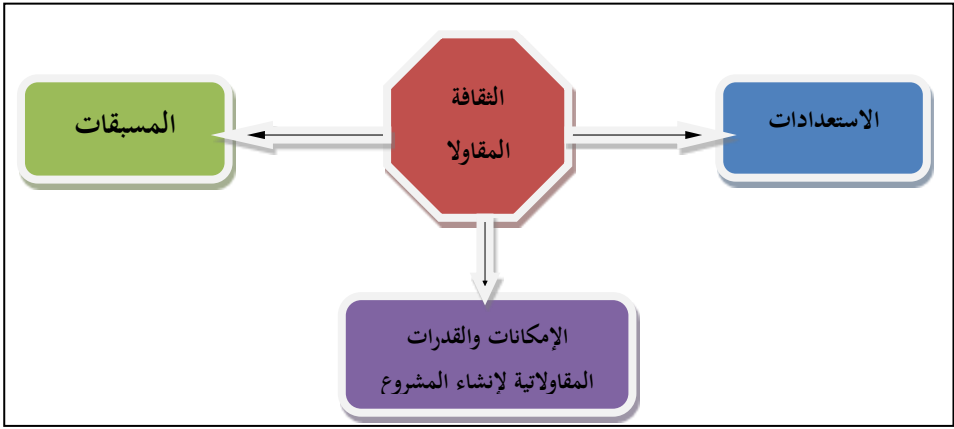 الثقافة
المقاولا
الاستعدادات
المسبقات
الإمكانات والقدرات
المقاولاتية لإنشاء المشروع